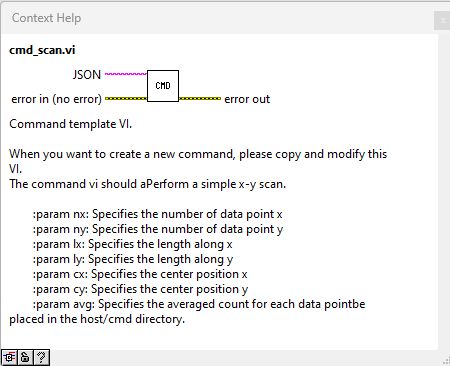 Context Help
x
cmd_scan.vi
JSON
CMD
error in (no error)
error out
Command template VI.
When you want to create a new command, please copy and modify this
VI.
The command vi should aPerform a simple x-y scan.
:param nx: Specifies the number of data point x
:param ny: Specifies the number of data point y
:param lx: Specifies the length along x
:param ly: Specifies the length along y
:param cx: Specifies the center position x
:param cy: Specifies the center position y
:param avg: Specifies the averaged count for each data pointbe
placed in the host/cmd directory.
?